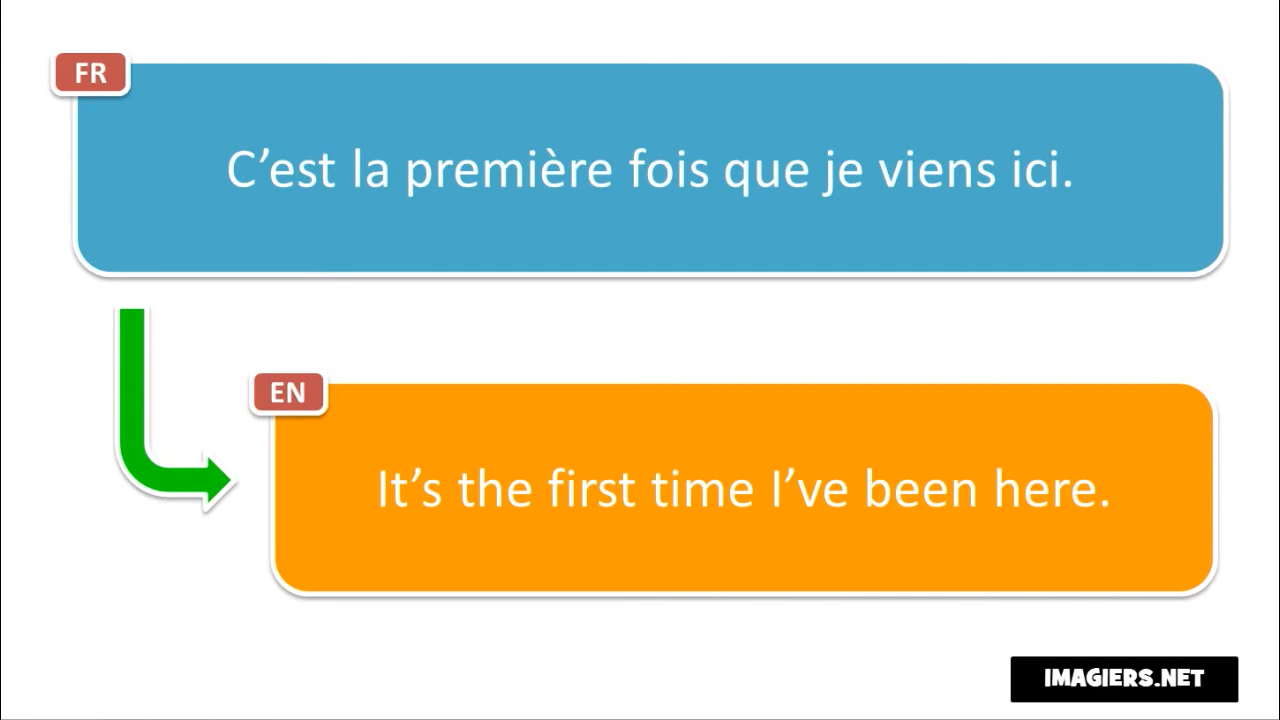 FR
C’est la première fois que je viens ici.
EN
It’s the first time I’ve been here.
IMAGIERS.NET